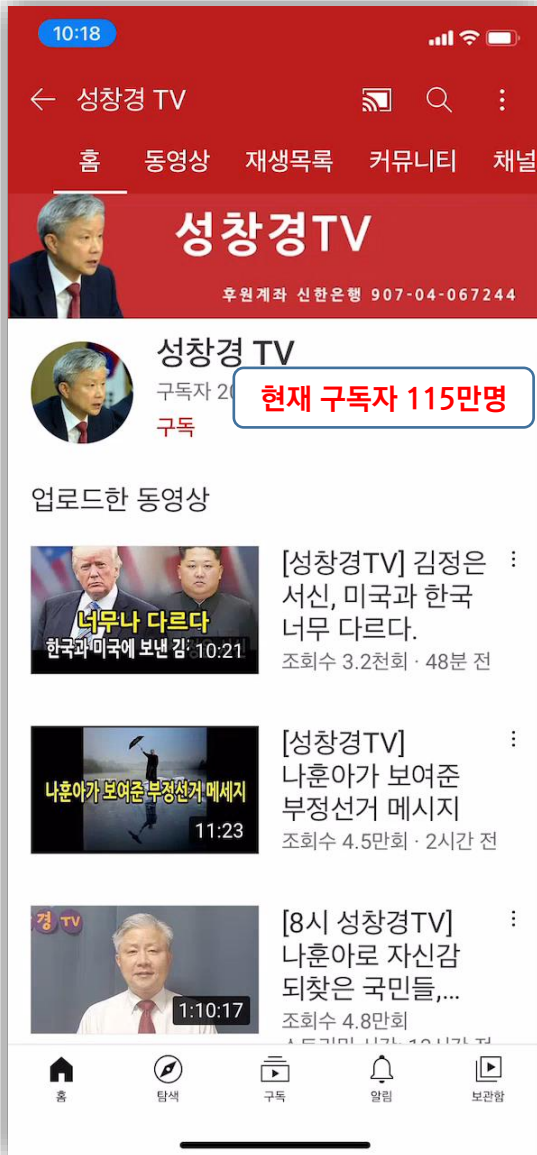 10:18
성창경 TV
홈 동영상 재생목록 커뮤니티 채널
성창경TV
후원계좌 신한은행 907-04-067244
성창경 TV
구독자
현재 구독자 115만명
구독
업로드한 동영상
너무나 다르다
한국과 미국에 보낸
10:21
[성창경TV] 김정은
서신, 미국과 한국
너무 다르다.
조회수 3.2천회 · 48분 전
나훈아가 보여준 부정선거 메세지
11:23
[성창경TV]
나훈아가 보여준
부정선거 메시지
조회수 4.5만회 · 2시간 전
경 TV
1:10:17
[8시 성창경TV]
나훈아로 자신감
되찾은 국민들,...
조회수 4.8만회
홈 탐색 구독 알림 보관함